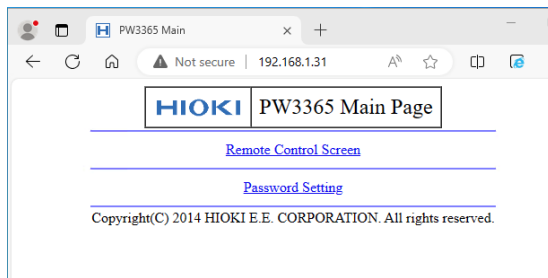 PW3365 Main
Not secure 192.168.1.31
HIOKI PW3365 Main Page
Remote Control Screen
Password Setting
Copyright(C) 2014 HIOKI E.E. CORPORATION. All rights reserved.